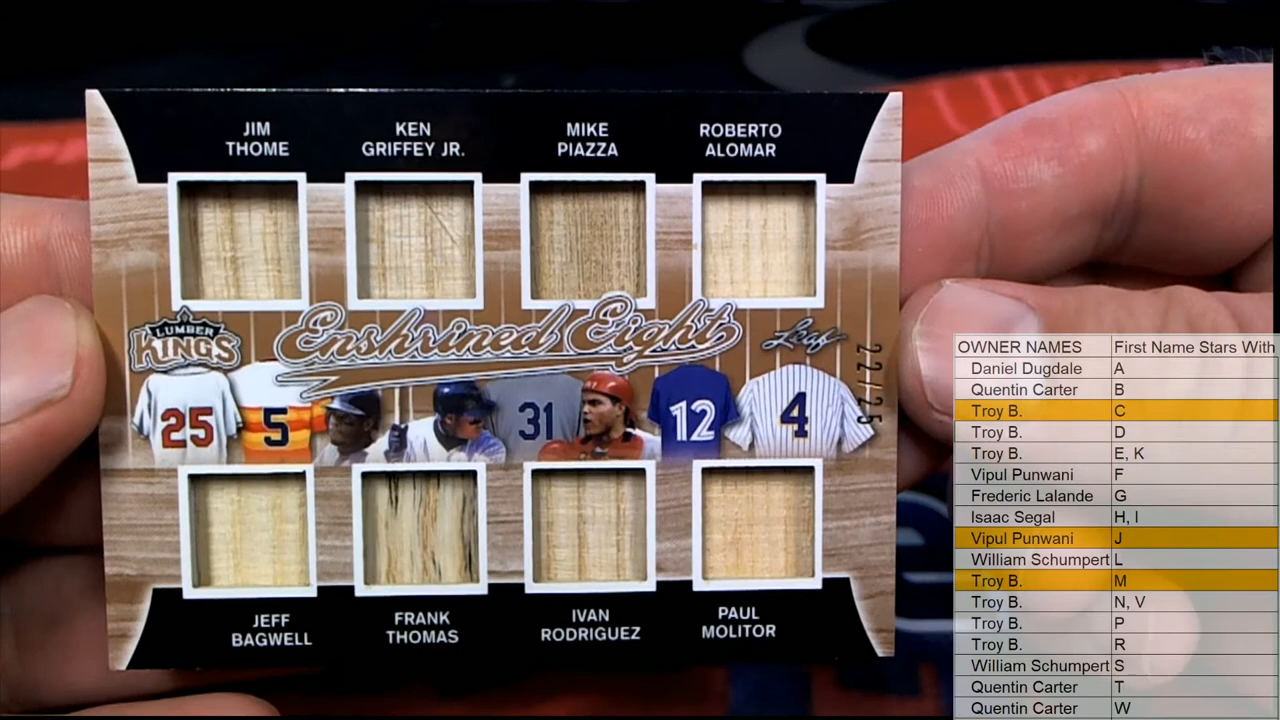 JIM
THOME
KEN
GRIFFEY JR.
MIKE
PIAZZA
ROBERTO
ALOMAR
LUMBER
KINGS
Enshrined Eight
Leaf
22/25
25
5
31
12
4
JEFF
BAGWELL
FRANK
THOMAS
IVAN
RODRIGUEZ
PAUL
MOLITOR
OWNER NAMES First Name Stars With
Daniel Dugdale A
Quentin Carter B
Troy B. C
Troy B. D
Troy B. E, K
Vipul Punwani F
Frederic Lalande G
Isaac Segal H, I
Vipul Punwani J
William Schumpert L
Troy B. M
Troy B. N, V
Troy B. P
Troy B. R
William Schumpert S
Quentin Carter T
Quentin Carter W